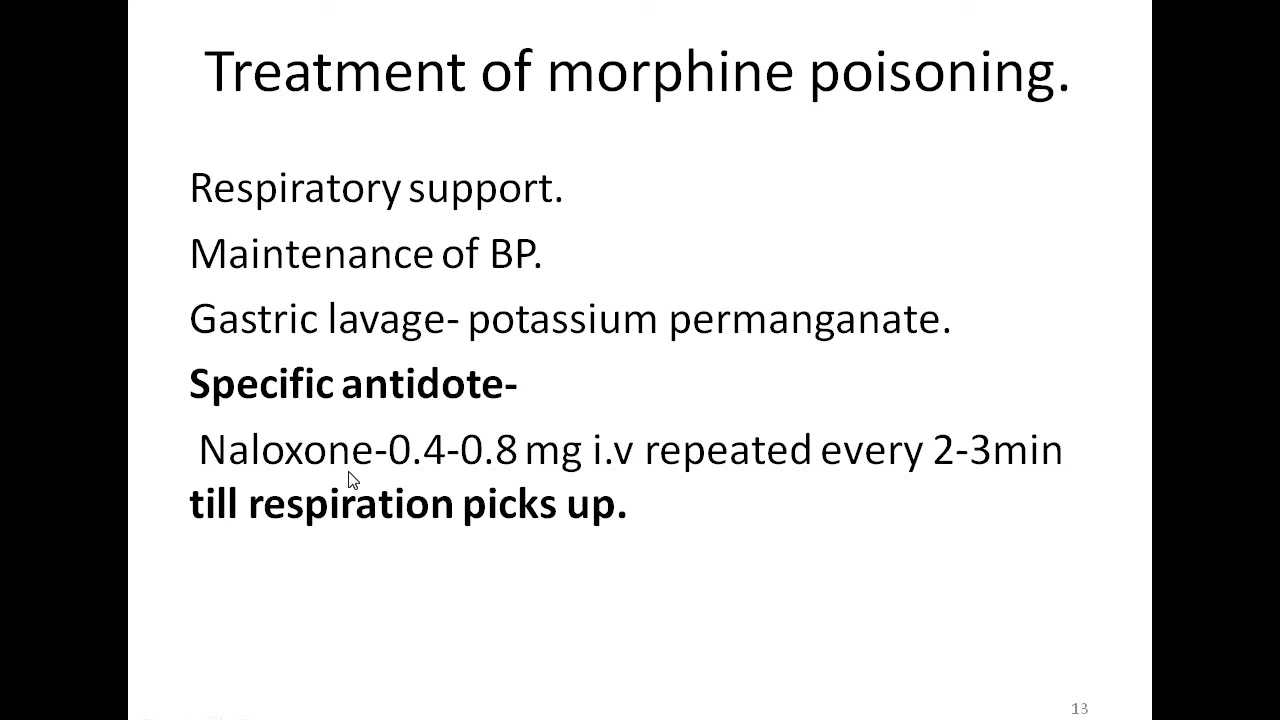 Treatment of morphine poisoning.
Respiratory support.
Maintenance of BP.
Gastric lavage- potassium permanganate.
Specific antidote-
Naloxone-0.4-0.8 mg i.v repeated every 2-3min
till respiration picks up.
13